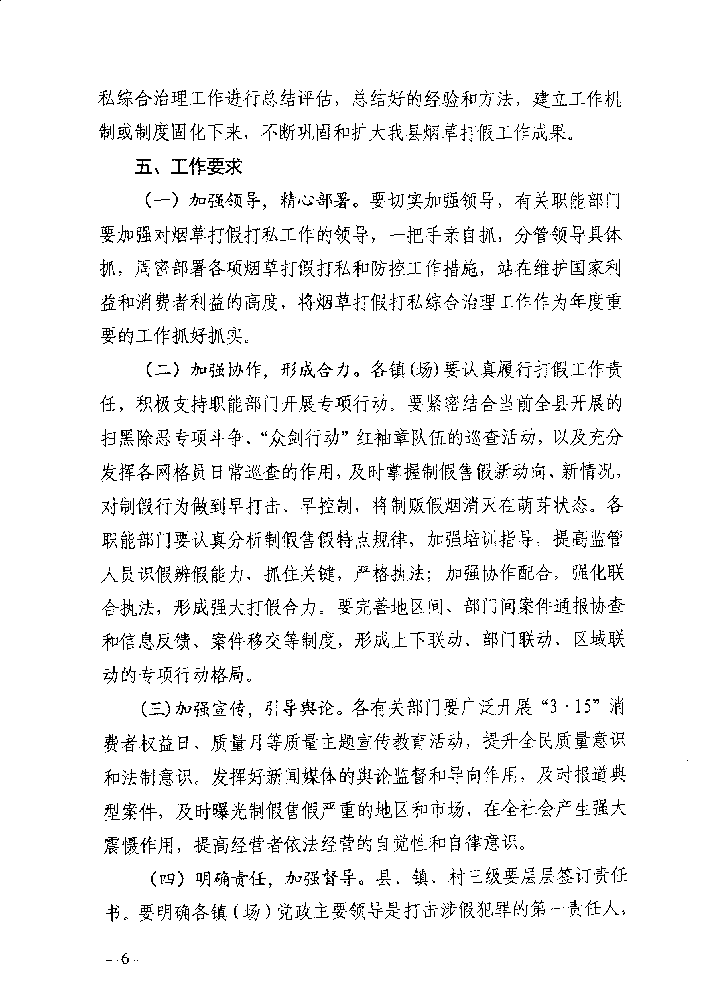 私综合治理工作进行总结评估，总结好的经验和方法，建立工作机
制或制度固化下来，不断巩固和扩大我县烟草打假工作成果。
五、工作要求
（一）加强领导，精心部署。要切实加强领导，有关职能部门
要加强对烟草打假打私工作的领导，一把手亲自抓，分管领导具体
抓，周密部署各项烟草打假打私和防控工作措施，站在维护国家利
益和消费者利益的高度，将烟草打假打私综合治理工作作为年度重
要的工作抓好抓实。
（二）加强协作，形成合力。各镇(场)要认真履行打假工作责
任，积极支持职能部门开展专项行动。要紧密结合当前全县开展的
扫黑除恶专项斗争、“众剑行动”红袖章队伍的巡查活动，以及充分
发挥各网格员日常巡查的作用，及时掌握制假售假新动向、新情况，
对制假行为做到早打击、早控制，将制贩假烟消灭在萌芽状态。各
职能部门要认真分析制假售假特点规律，加强培训指导，提高监管
人员识假辨假能力，抓住关键，严格执法；加强协作配合，强化联
合执法，形成强大打假合力。要完善地区间、部门间案件通报协查
和信息反馈、案件移交等制度，形成上下联动、部门联动、区域联
动的专项行动格局。
(三)加强宣传，引导舆论。各有关部门要广泛开展“3·15”消
费者权益日、质量月等质量主题宣传教育活动，提升全民质量意识
和法制意识。发挥好新闻媒体的舆论监督和导向作用，及时报道典
型案件，及时曝光制假售假严重的地区和市场，在全社会产生强大
震慑作用，提高经营者依法经营的自觉性和自律意识。
（四）明确责任，加强督导。县、镇、村三级要层层签订责任
书。要明确各镇（场）党政主要领导是打击涉假犯罪的第一责任人，
—6—